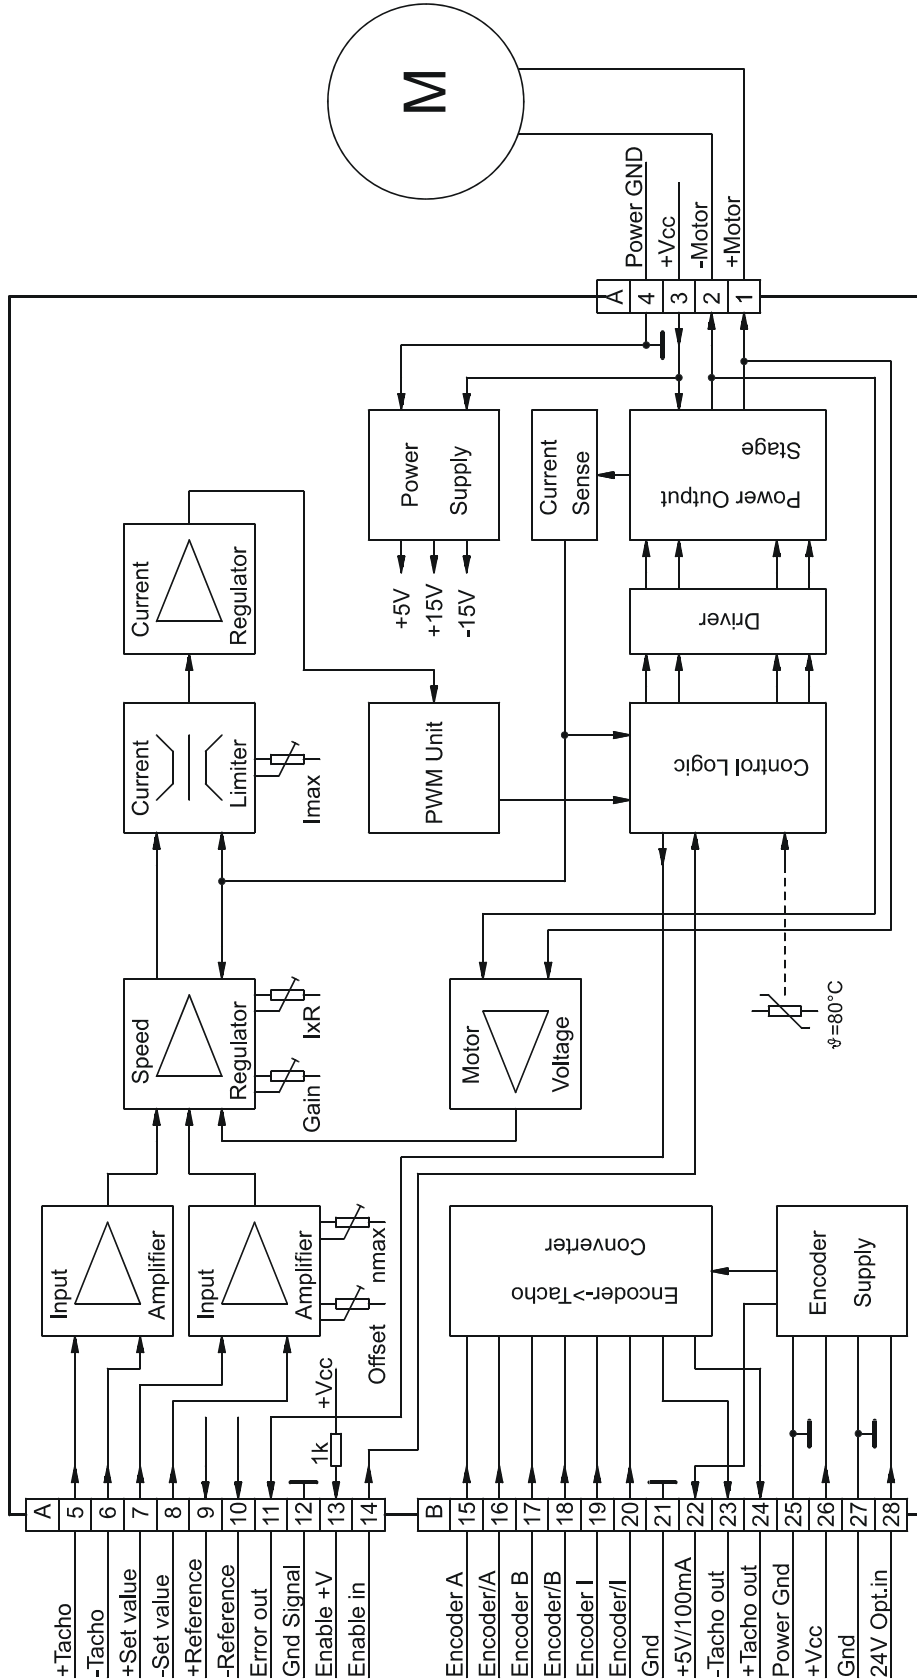 M
Power GND
+Vcc
-Motor
+Motor
A
4
3
2
1
Current
Regulator
Power
Supply
+5V
+15V
-15V
Current
Sense
Power Output
Stage
Driver
Current
Limiter
Imax
PWM Unit
Control Logic
Speed
Regulator
Gain
IxR
Motor
Voltage
ϑ=80°C
Input
Amplifier
Input
Amplifier
Offset
nmax
Encoder->Tacho
Converter
Encoder
Supply
+Vcc
1k
A
5
6
7
8
9
10
11
12
13
14
+Tacho
-Tacho
+Set value
-Set value
+Reference
-Reference
Error out
Gnd Signal
Enable +V
Enable in
B
15
16
17
18
19
20
21
22
23
24
25
26
27
28
Encoder A
Encoder/A
Encoder B
Encoder/B
Encoder I
Encoder/I
Gnd
+5V/100mA
-Tacho out
+Tacho out
Power Gnd
+Vcc
Gnd
24V Opt.in